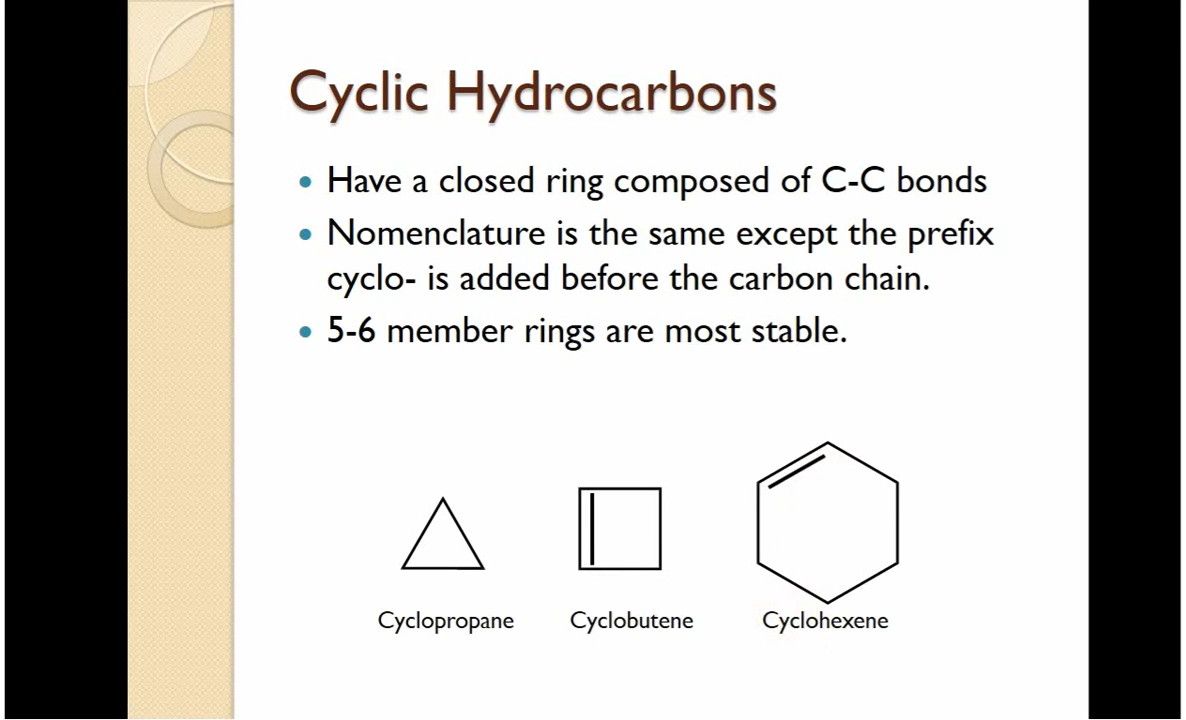 Cyclic Hydrocarbons
• Have a closed ring composed of C-C bonds
• Nomenclature is the same except the prefix
cyclo- is added before the carbon chain.
• 5-6 member rings are most stable.
Cyclopropane
Cyclobutene
Cyclohexene